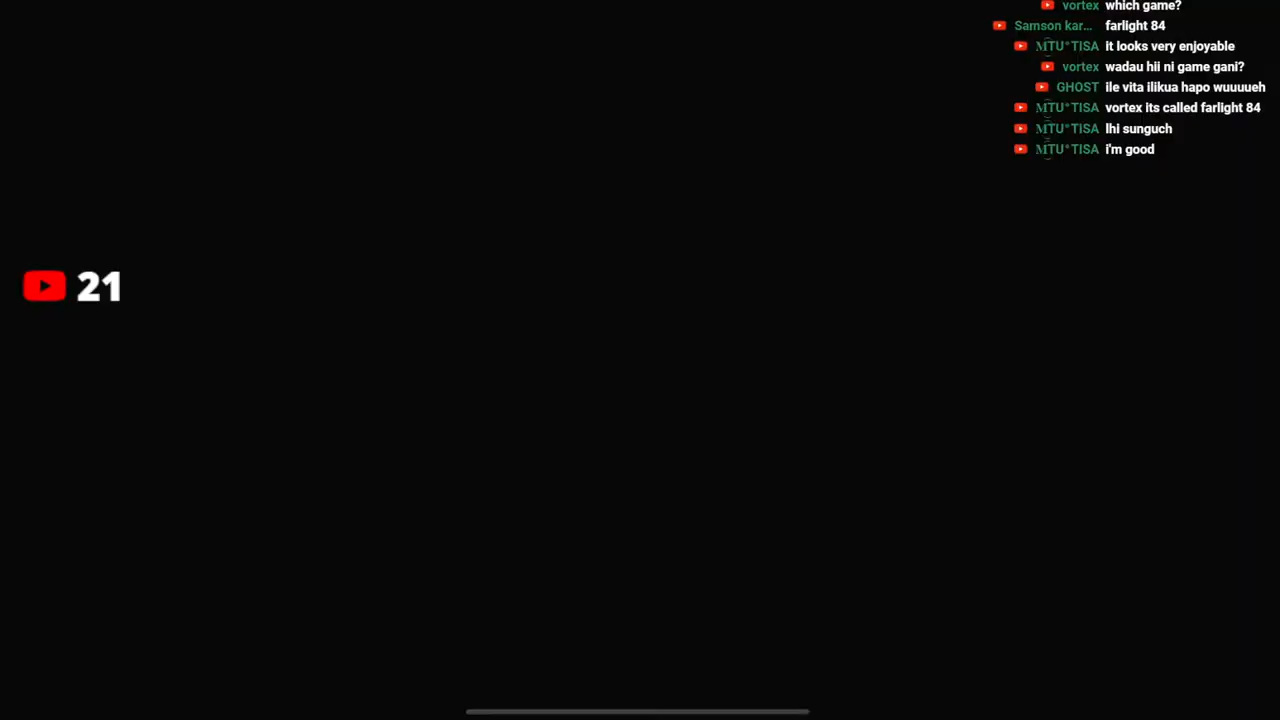 vortex which game?
Samson kar... farlight 84
MTU*TISA it looks very enjoyable
vortex wadau hii ni game gani?
GHOST ile vita ilikua hapo wuuuueh
MTU*TISA vortex its called farlight 84
MTU*TISA Ihi sunguch
MTU*TISA i'm good
21